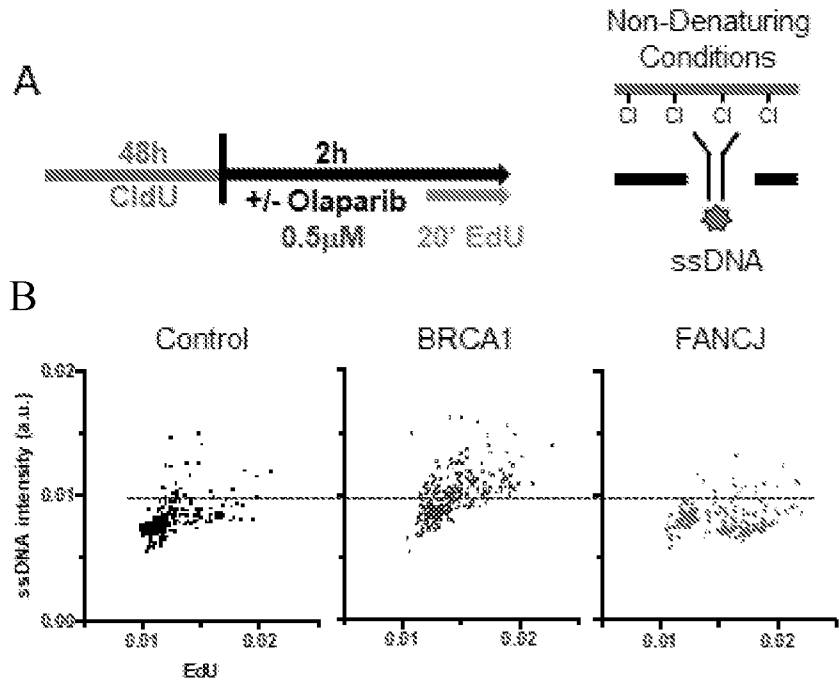 A
48h
CldU
2h
+/- Olaparib
0.5µM
20' EdU
Non-Denaturing
Conditions
Cl Cl Cl Cl
ssDNA
B
Control
BRCA1
FANCJ
ssDNA intensity (a.u.)
0.02
0.01
0.00
0.01 0.02
0.01 0.02
0.01 0.02
EdU